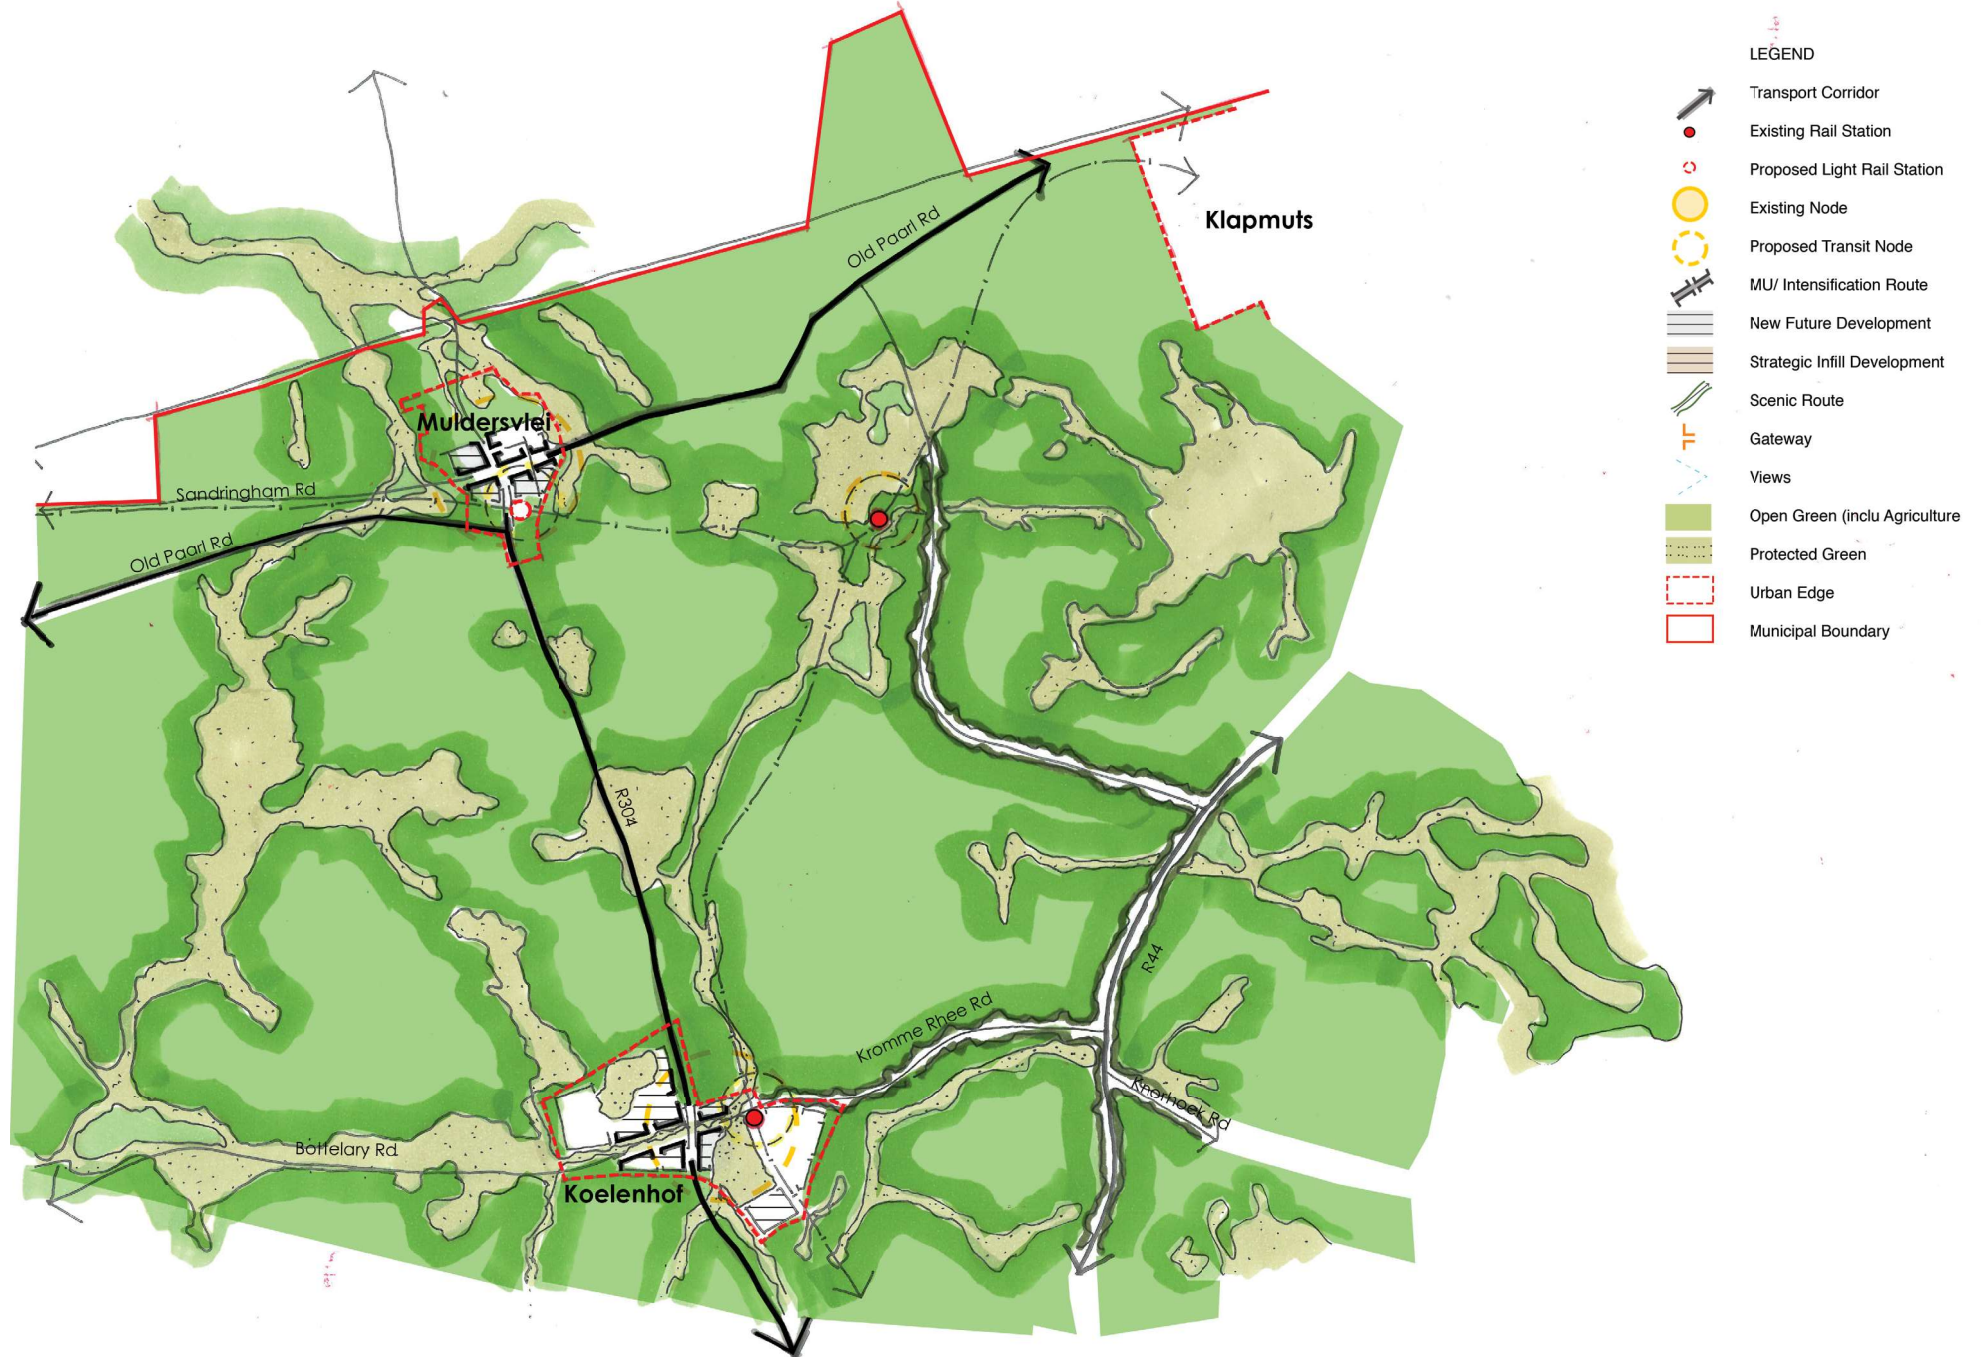 LEGEND
Transport Corridor
Existing Rail Station
Proposed Light Rail Station
Existing Node
Proposed Transit Node
MU/ Intensification Route
New Future Development
Strategic Infill Development
Scenic Route
Gateway
Views
Open Green (inclu Agriculture
Protected Green
Urban Edge
Municipal Boundary
Klapmuts
Old Paarl Rd
Muldersvlei
Sandringham Rd
Old Paarl Rd
R304
R44
Kromme Rhee Rd
Knorhoek Rd
Bottelary Rd
Koelenhof